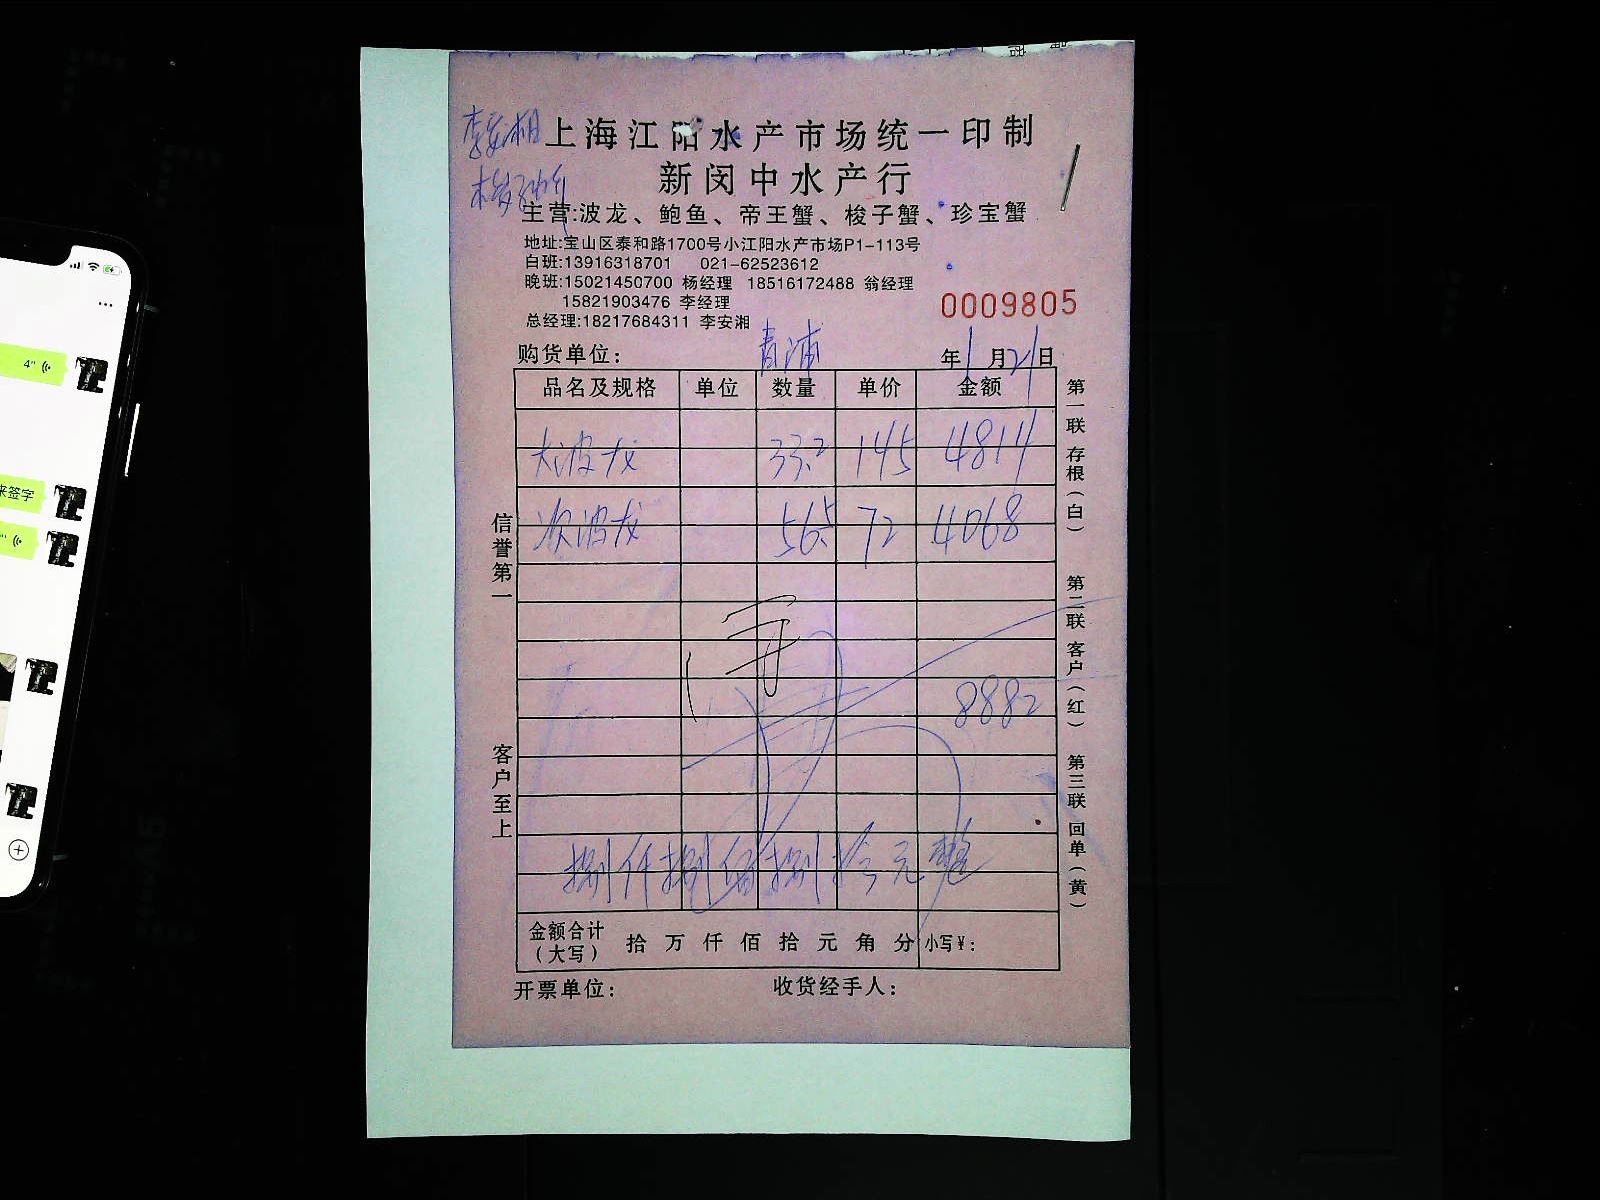 李安湘
上海江阳水产市场统一印制
新闵中水产行
主营:波龙、鲍鱼、帝王蟹、梭子蟹、珍宝蟹
地址:宝山区泰和路1700号小江阳水产市场P1-113号
白班:13916318701 021-62523612
晚班:15021450700 杨经理 18516172488 翁经理
15821903476 李经理
总经理:18217684311 李安湘
0009805
购货单位: 青浦 年1月21日
品名及规格 单位 数量 单价 金额
大波龙 33.2 145 4814
次波龙 56.5 72 4068
8882
捌仟捌佰捌拾元整
金额合计(大写) 拾万仟佰拾元角分 小写¥:
开票单位: 收货经手人:
信誉第一 客户至上
第一联 存根(白) 第二联 客户(红) 第三联 回单(黄)
4"
来签字